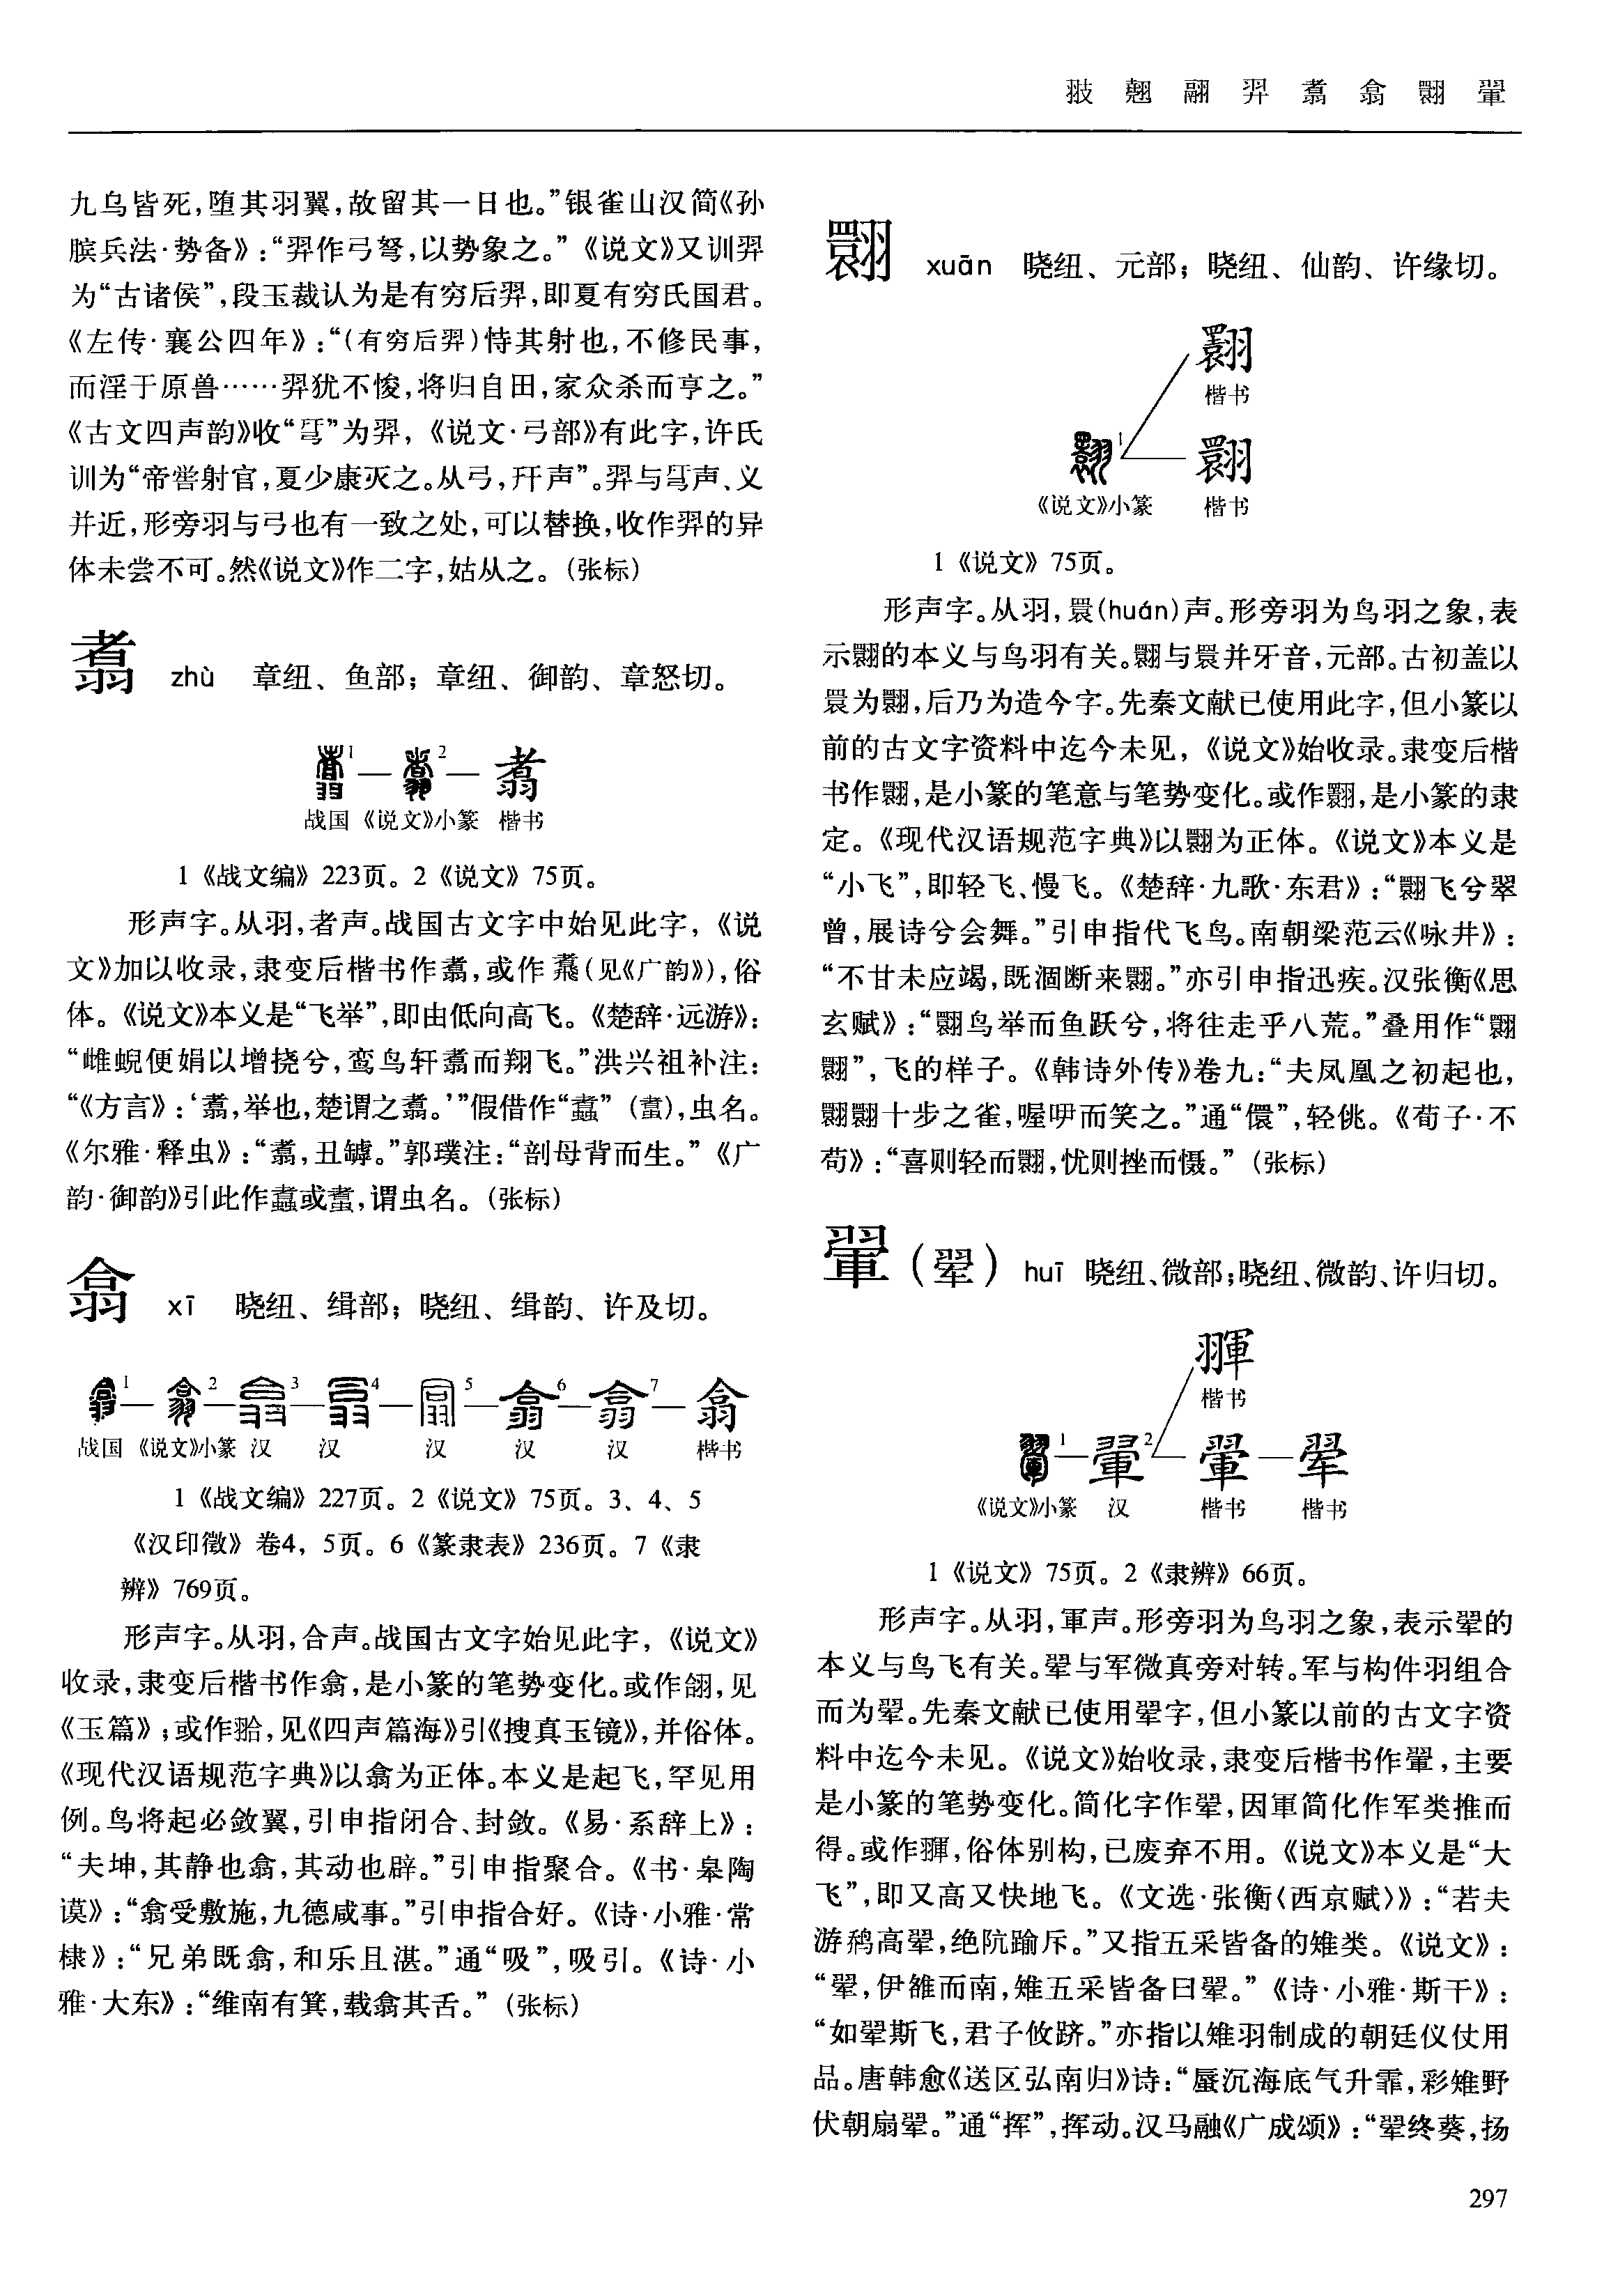 翄 翹 翮 羿 翥 翕 翾 翬
九乌皆死，堕其羽翼，故留其一日也。”银雀山汉简《孙
膑兵法·势备》：“羿作弓弩，以势象之。”《说文》又训羿
为“古诸侯”，段玉裁认为是有穷后羿，即夏有穷氏国君。
《左传·襄公四年》：“（有穷后羿）恃其射也，不修民事，
而淫于原兽……羿犹不悛，将归自田，家众杀而亨之。”
《古文四声韵》收“𢏗”为羿，《说文·弓部》有此字，许氏
训为“帝喾射官，夏少康灭之。从弓，幵声”。羿与𢏗声、义
并近，形旁羽与弓也有一致之处，可以替换，收作羿的异
体未尝不可。然《说文》作二字，姑从之。（张标）
翥 zhù 章纽、鱼部；章纽、御韵、章恕切。
1 — 2 — 翥
战国 《说文》小篆 楷书
1《战文编》223页。2《说文》75页。
形声字。从羽，者声。战国古文字中始见此字，《说
文》加以收录，隶变后楷书作翥，或作（见《广韵》），俗
体。《说文》本义是“飞举”，即由低向高飞。《楚辞·远游》：
“雌蜺便娟以增挠兮，鸾鸟轩翥而翔飞。”洪兴祖补注：
“《方言》：‘翥，举也，楚谓之翥。’”假借作“䘄”（蠧），虫名。
《尔雅·释虫》：“翥，丑罅。”郭璞注：“剖母背而生。”《广
韵·御韵》引此作或，谓虫名。（张标）
翕 xī 晓纽、缉部；晓纽、缉韵、许及切。
1 — 2 — 3 — 4 — 5 — 6 — 7 — 翕
战国 《说文》小篆 汉 汉 汉 汉 汉 楷书
1《战文编》227页。2《说文》75页。3、4、5
《汉印徵》卷4，5页。6《篆隶表》236页。7《隶
辨》769页。
形声字。从羽，合声。战国古文字始见此字，《说文》
收录，隶变后楷书作翕，是小篆的笔势变化。或作翖，见
《玉篇》；或作，见《四声篇海》引《搜真玉镜》，并俗体。
《现代汉语规范字典》以翕为正体。本义是起飞，罕见用
例。鸟将起必敛翼，引申指闭合、封敛。《易·系辞上》：
“夫坤，其静也翕，其动也辟。”引申指聚合。《书·皋陶
谟》：“翕受敷施，九德咸事。”引申指合好。《诗·小雅·常
棣》：“兄弟既翕，和乐且湛。”通“吸”，吸引。《诗·小
雅·大东》：“维南有箕，载翕其舌。”（张标）
翾 xuān 晓纽、元部；晓纽、仙韵、许缘切。
翾
楷书
1 — 翾
《说文》小篆 楷书
1《说文》75页。
形声字。从羽，睘(huán)声。形旁羽为鸟羽之象，表
示翾的本义与鸟羽有关。翾与睘并牙音，元部。古初盖以
睘为翾，后乃为造今字。先秦文献已使用此字，但小篆以
前的古文字资料中迄今未见，《说文》始收录。隶变后楷
书作翾，是小篆的笔意与笔势变化。或作翾，是小篆的隶
定。《现代汉语规范字典》以翾为正体。《说文》本义是
“小飞”，即轻飞、慢飞。《楚辞·九歌·东君》：“翾飞兮翠
曾，展诗兮会舞。”引申指代飞鸟。南朝梁范云《咏井》：
“不甘未应竭，既涸断来翾。”亦引申指迅疾。汉张衡《思
玄赋》：“翾鸟举而鱼跃兮，将往走乎八荒。”叠用作“翾
翾”，飞的样子。《韩诗外传》卷九：“夫凤凰之初起也，
翾翾十步之雀，喔咿而笑之。”通“儇”，轻佻。《荀子·不
苟》：“喜则轻而翾，忧则挫而慑。”（张标）
翬（翚） huī 晓纽、微部；晓纽、微韵、许归切。
楷书
1 — 翬2 — 翬 — 翚
《说文》小篆 汉 楷书 楷书
1《说文》75页。2《隶辨》66页。
形声字。从羽，軍声。形旁羽为鸟羽之象，表示翚的
本义与鸟飞有关。翚与军微真旁对转。军与构件羽组合
而为翚。先秦文献已使用翚字，但小篆以前的古文字资
料中迄今未见。《说文》始收录，隶变后楷书作翬，主要
是小篆的笔势变化。简化字作翚，因軍简化作军类推而
得。或作，俗体别构，已废弃不用。《说文》本义是“大
飞”，即又高又快地飞。《文选·张衡〈西京赋〉》：“若夫
游鹞高翚，绝阬踰斥。”又指五采皆备的雉类。《说文》：
“翚，伊雒而南，雉五采皆备曰翚。”《诗·小雅·斯干》：
“如翚斯飞，君子攸跻。”亦指以雉羽制成的朝廷仪仗用
品。唐韩愈《送区弘南归》诗：“蜃沉海底气升霏，彩雉野
伏朝扇翚。”通“挥”，挥动。汉马融《广成颂》：“翚终葵，扬
297